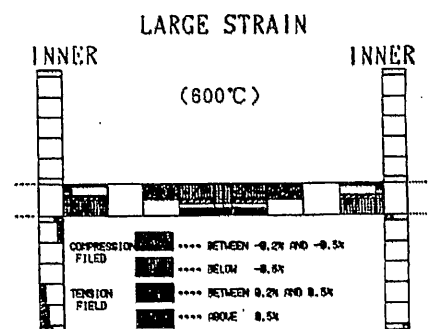 LARGE STRAIN
INNER INNER
(600℃)
COMPRESSION FILED
**** BETWEEN -0.2% AND -0.5%
**** BELOW -0.5%
TENSION FIELD
**** BETWEEN 0.2% AND 0.5%
**** ABOVE 0.5%